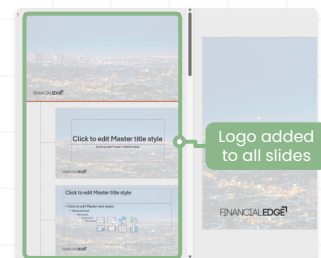 FINANCIALEDGE
Click to edit Master title style
Click to edit Master title style
Click to edit Master text styles
FINANCIALEDGE
Logo added
to all slides
FINANCIALEDGE